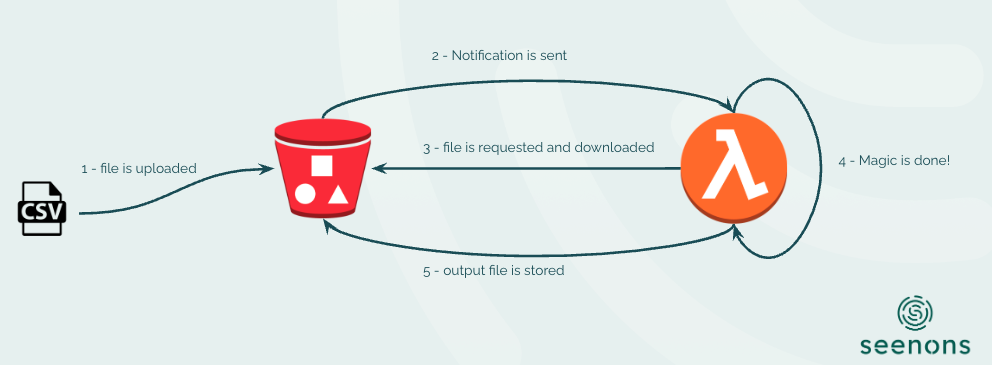 2 - Notification is sent
3 - file is requested and downloaded
1 - file is uploaded
4 - Magic is done!
CSV
5 - output file is stored
seenons